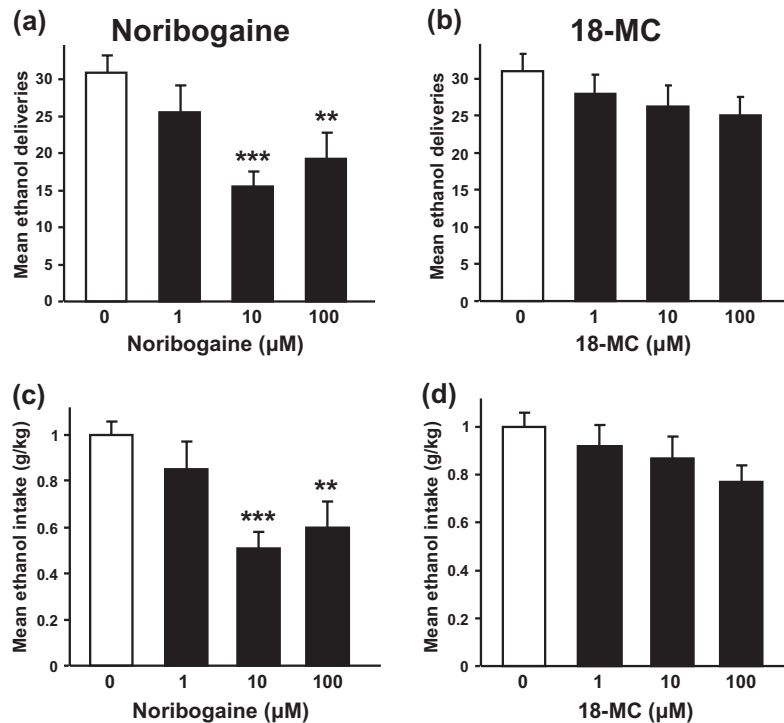 (a) Noribogaine
Mean ethanol deliveries
30
25
20
15
10
5
0
***
**
0 1 10 100
Noribogaine (µM)
(b) 18-MC
Mean ethanol deliveries
30
25
20
15
10
5
0
0 1 10 100
18-MC (µM)
(c)
Mean ethanol intake (g/kg)
1
0.8
0.6
0.4
0.2
0
***
**
0 1 10 100
Noribogaine (µM)
(d)
Mean ethanol intake (g/kg)
1
0.8
0.6
0.4
0.2
0
0 1 10 100
18-MC (µM)